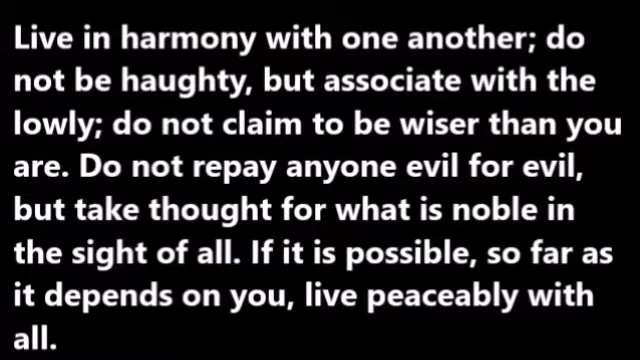 Live in harmony with one another; do
not be haughty, but associate with the
lowly; do not claim to be wiser than you
are. Do not repay anyone evil for evil,
but take thought for what is noble in
the sight of all. If it is possible, so far as
it depends on you, live peaceably with
all.